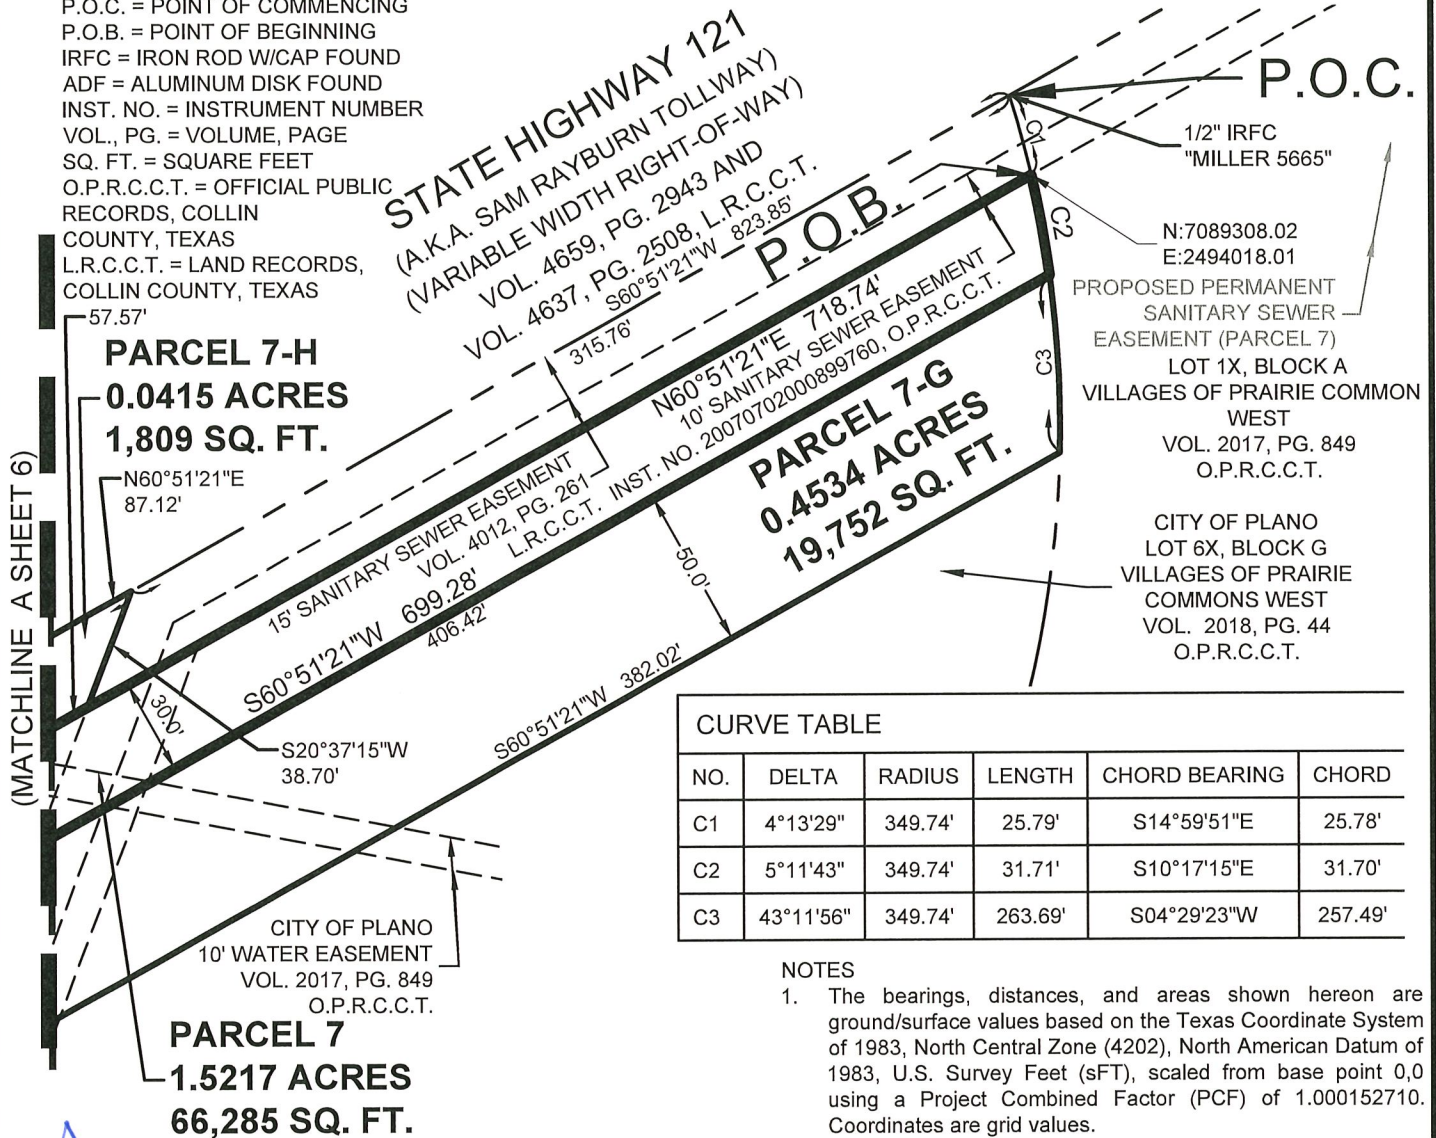 P.O.C. = POINT OF COMMENCING
P.O.B. = POINT OF BEGINNING
IRFC = IRON ROD W/CAP FOUND
ADF = ALUMINUM DISK FOUND
INST. NO. = INSTRUMENT NUMBER
VOL., PG. = VOLUME, PAGE
SQ. FT. = SQUARE FEET
O.P.R.C.C.T. = OFFICIAL PUBLIC
RECORDS, COLLIN
COUNTY, TEXAS
L.R.C.C.T. = LAND RECORDS,
COLLIN COUNTY, TEXAS
57.57'
PARCEL 7-H
0.0415 ACRES
1,809 SQ. FT.
N60°51'21"E
87.12'
(MATCHLINE A SHEET 6)
STATE HIGHWAY 121
(A.K.A. SAM RAYBURN TOLLWAY)
(VARIABLE WIDTH RIGHT-OF-WAY)
VOL. 4659, PG. 2943 AND
VOL. 4637, PG. 2508, L.R.C.C.T.
S60°51'21"W 823.85'
315.76'
P.O.B.
P.O.C.
C1
1/2" IRFC
"MILLER 5665"
C2
N:7089308.02
E:2494018.01
PROPOSED PERMANENT
SANITARY SEWER
EASEMENT (PARCEL 7)
C3
LOT 1X, BLOCK A
VILLAGES OF PRAIRIE COMMON
WEST
VOL. 2017, PG. 849
O.P.R.C.C.T.
CITY OF PLANO
LOT 6X, BLOCK G
VILLAGES OF PRAIRIE
COMMONS WEST
VOL. 2018, PG. 44
O.P.R.C.C.T.
N60°51'21"E 718.74'
10' SANITARY SEWER EASEMENT
INST. NO. 20070702000899760, O.P.R.C.C.T.
PARCEL 7-G
0.4534 ACRES
19,752 SQ. FT.
15' SANITARY SEWER EASEMENT
VOL. 4012, PG. 261
L.R.C.C.T.
S60°51'21"W 699.28'
406.42'
50.0'
S60°51'21"W 382.02'
30.0'
S20°37'15"W
38.70'
CITY OF PLANO
10' WATER EASEMENT
VOL. 2017, PG. 849
O.P.R.C.C.T.
PARCEL 7
1.5217 ACRES
66,285 SQ. FT.
CURVE TABLE
NO. DELTA RADIUS LENGTH CHORD BEARING CHORD
C1 4°13'29" 349.74' 25.79' S14°59'51"E 25.78'
C2 5°11'43" 349.74' 31.71' S10°17'15"E 31.70'
C3 43°11'56" 349.74' 263.69' S04°29'23"W 257.49'
NOTES
1. The bearings, distances, and areas shown hereon are
ground/surface values based on the Texas Coordinate System
of 1983, North Central Zone (4202), North American Datum of
1983, U.S. Survey Feet (sFT), scaled from base point 0,0
using a Project Combined Factor (PCF) of 1.000152710.
Coordinates are grid values.